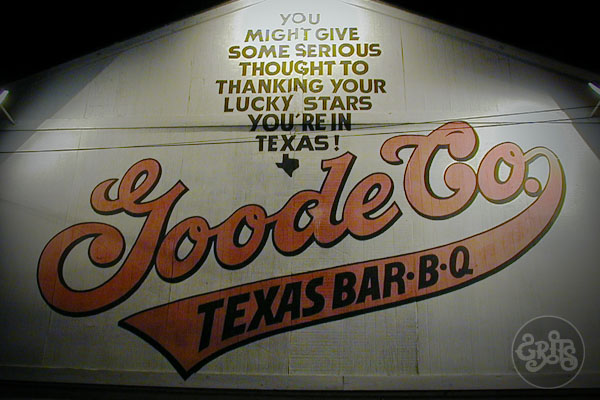 YOU
MIGHT GIVE
SOME SERIOUS
THOUGHT TO
THANKING YOUR
LUCKY STARS
YOU'RE IN
TEXAS!
Goode Co.
TEXAS BAR·B·Q
GRITS